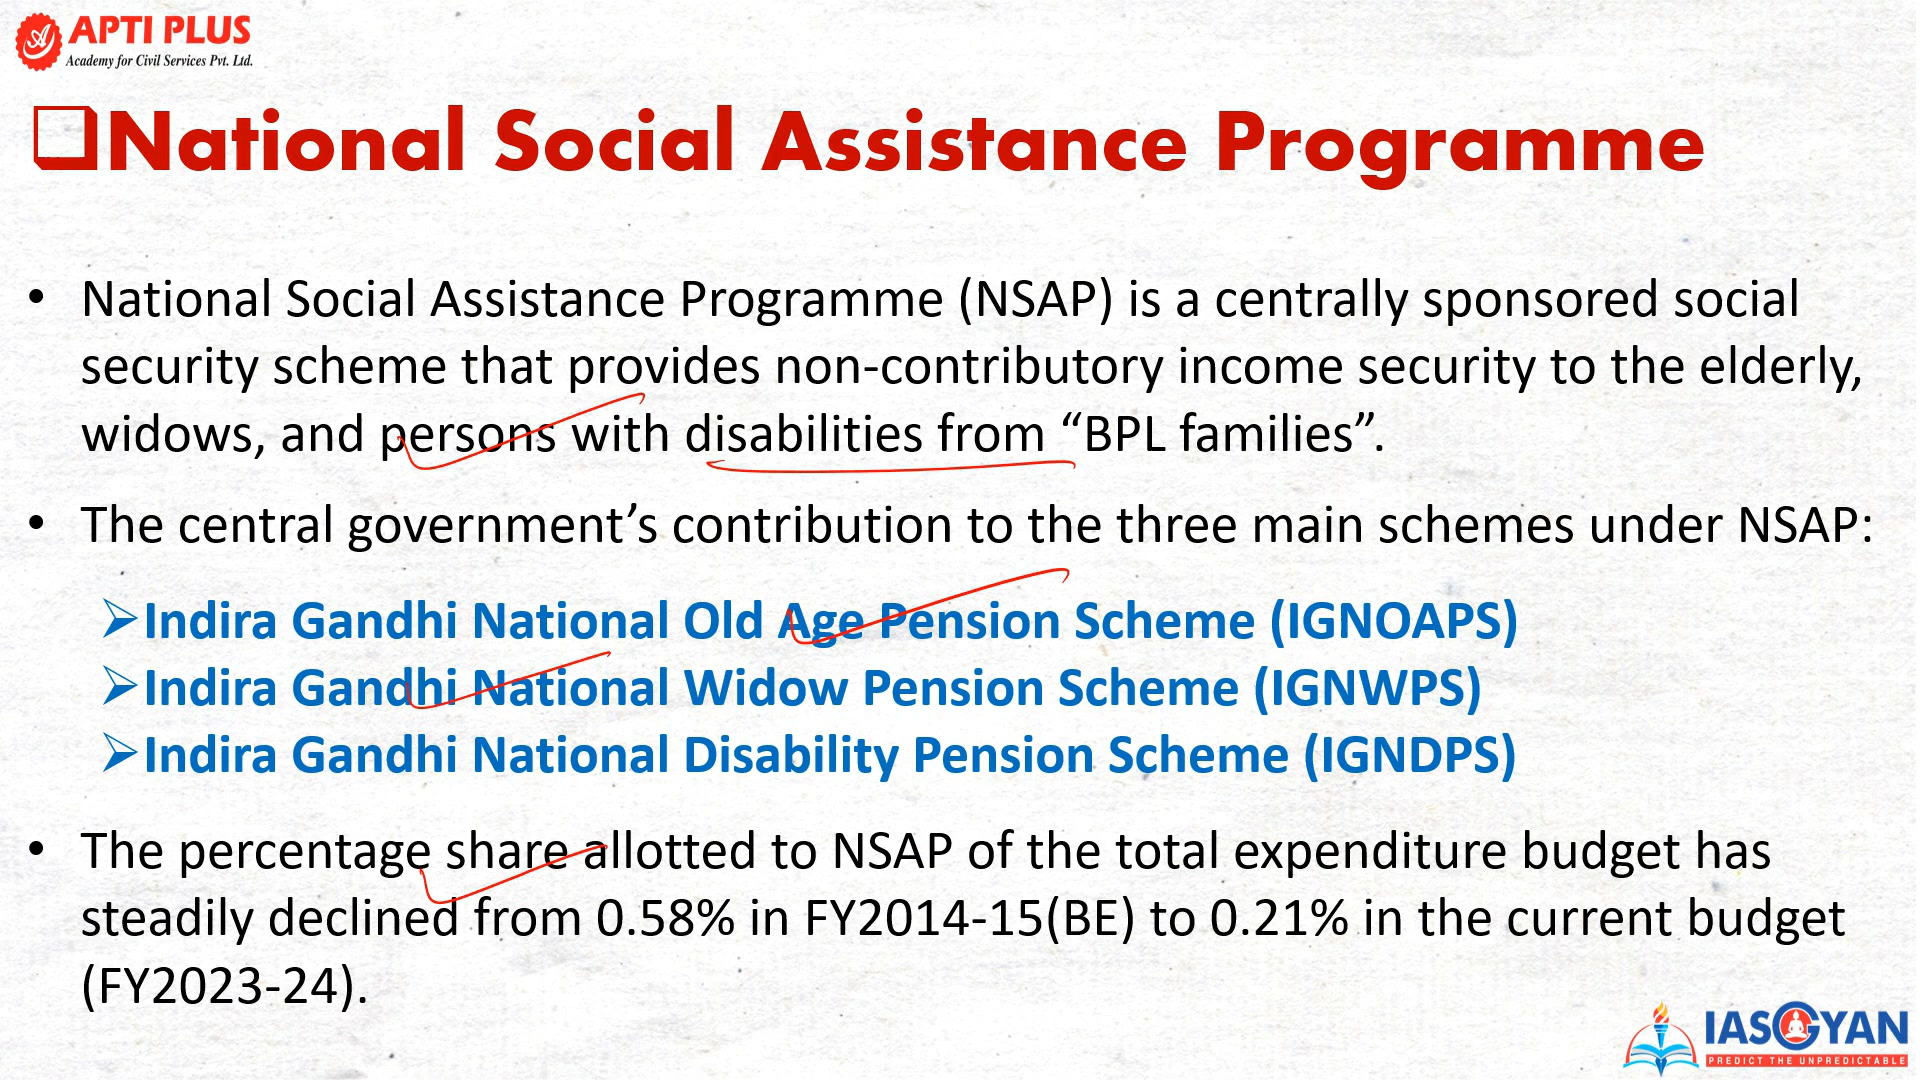 APTI PLUS
Academy for Civil Services Pvt. Ltd.
❑National Social Assistance Programme
• National Social Assistance Programme (NSAP) is a centrally sponsored social
security scheme that provides non-contributory income security to the elderly,
widows, and persons with disabilities from “BPL families”.
• The central government’s contribution to the three main schemes under NSAP:
➢Indira Gandhi National Old Age Pension Scheme (IGNOAPS)
➢Indira Gandhi National Widow Pension Scheme (IGNWPS)
➢Indira Gandhi National Disability Pension Scheme (IGNDPS)
• The percentage share allotted to NSAP of the total expenditure budget has
steadily declined from 0.58% in FY2014-15(BE) to 0.21% in the current budget
(FY2023-24).
IASGYAN
PREDICT THE UNPREDICTABLE